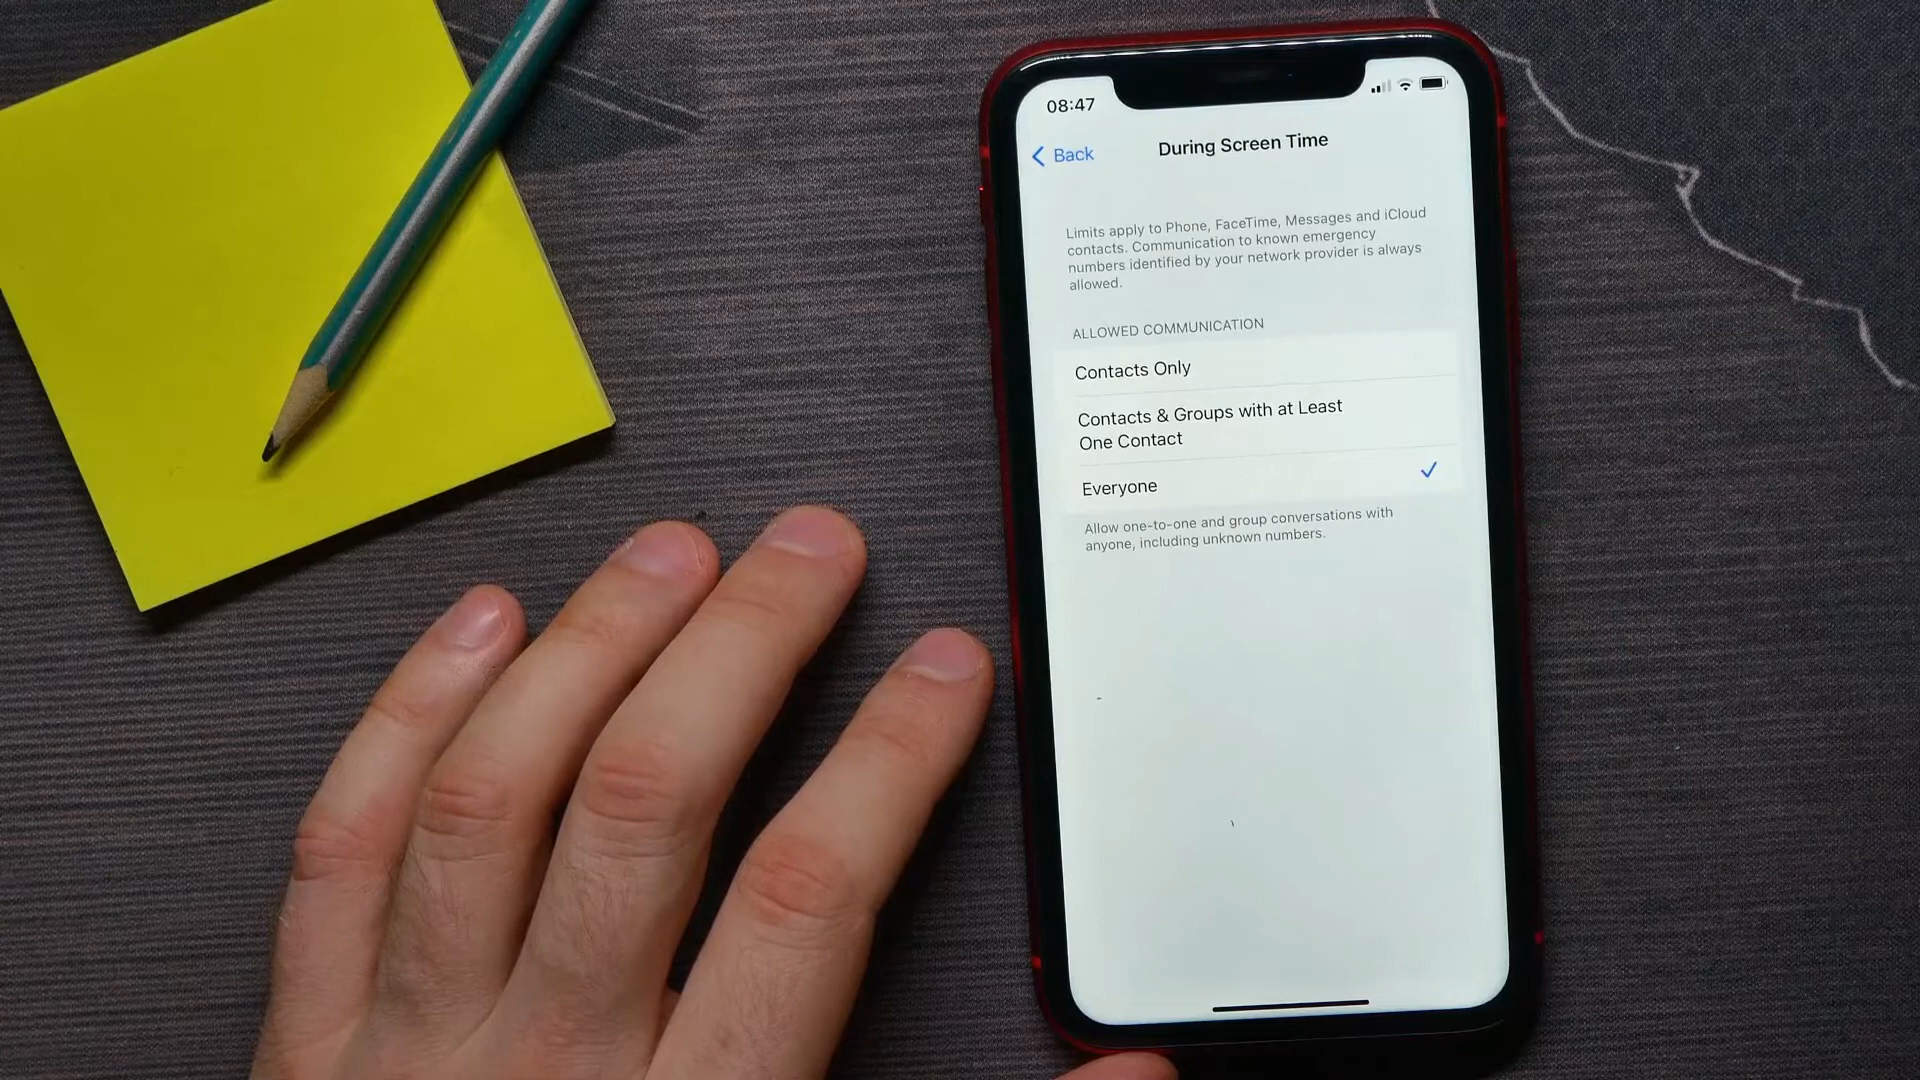 08:47
Back
During Screen Time
Limits apply to Phone, FaceTime, Messages and iCloud
contacts. Communication to known emergency
numbers identified by your network provider is always
allowed.
ALLOWED COMMUNICATION
Contacts Only
Contacts & Groups with at Least
One Contact
Everyone
Allow one-to-one and group conversations with
anyone, including unknown numbers.